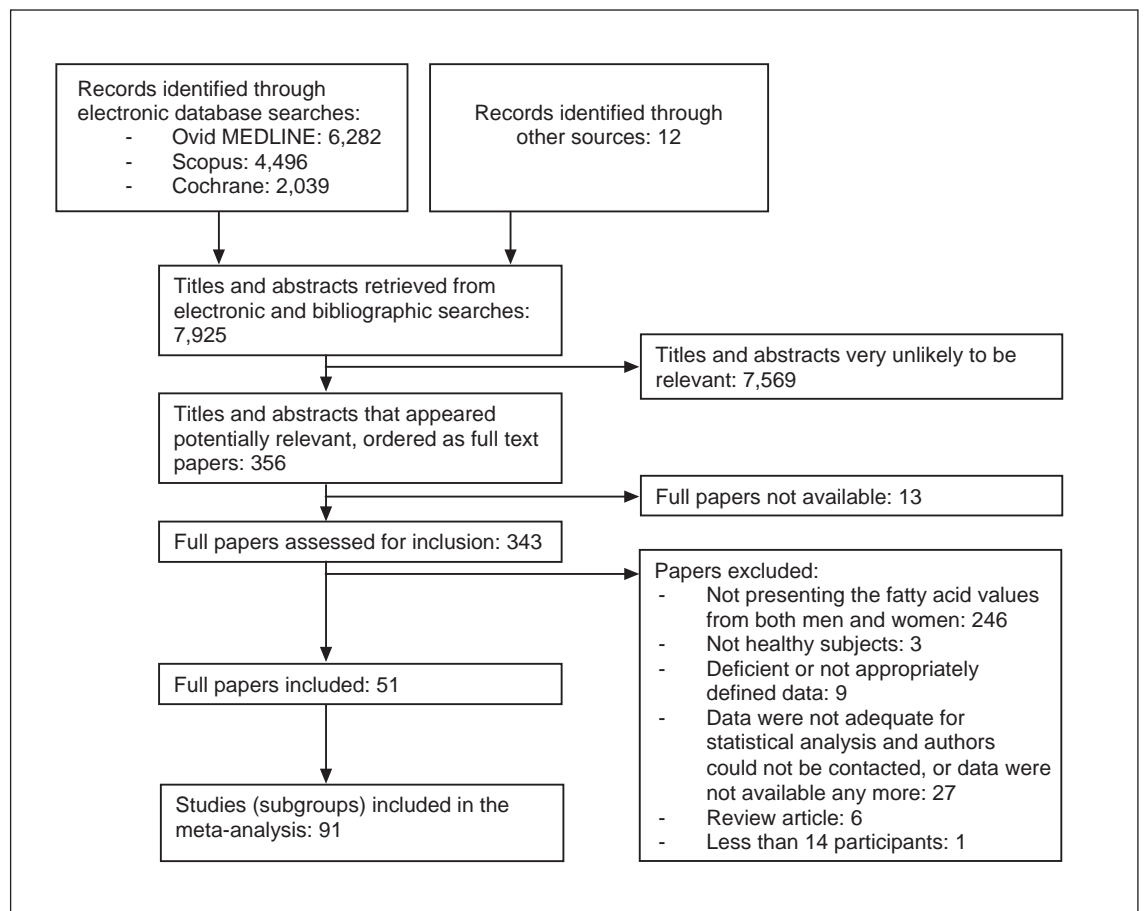 Records identified through
electronic database searches:
- Ovid MEDLINE: 6,282
- Scopus: 4,496
- Cochrane: 2,039
Records identified through
other sources: 12
Titles and abstracts retrieved from
electronic and bibliographic searches:
7,925
Titles and abstracts very unlikely to be
relevant: 7,569
Titles and abstracts that appeared
potentially relevant, ordered as full text
papers: 356
Full papers not available: 13
Full papers assessed for inclusion: 343
Papers excluded:
- Not presenting the fatty acid values
from both men and women: 246
- Not healthy subjects: 3
- Deficient or not appropriately
defined data: 9
- Data were not adequate for
statistical analysis and authors
could not be contacted, or data were
not available any more: 27
- Review article: 6
- Less than 14 participants: 1
Full papers included: 51
Studies (subgroups) included in the
meta-analysis: 91